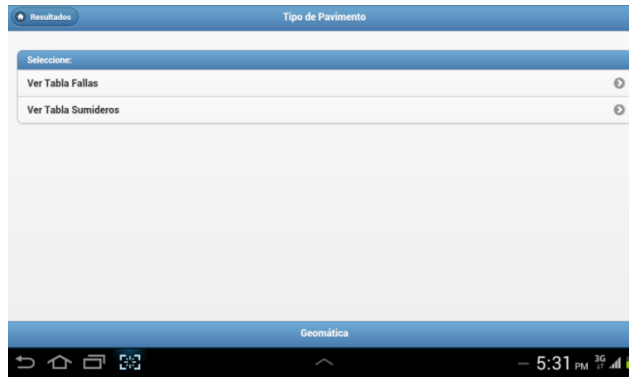 Resultados
Tipo de Pavimento
Seleccione:
Ver Tabla Fallas
Ver Tabla Sumideros
Geomática
5:31 PM 3G